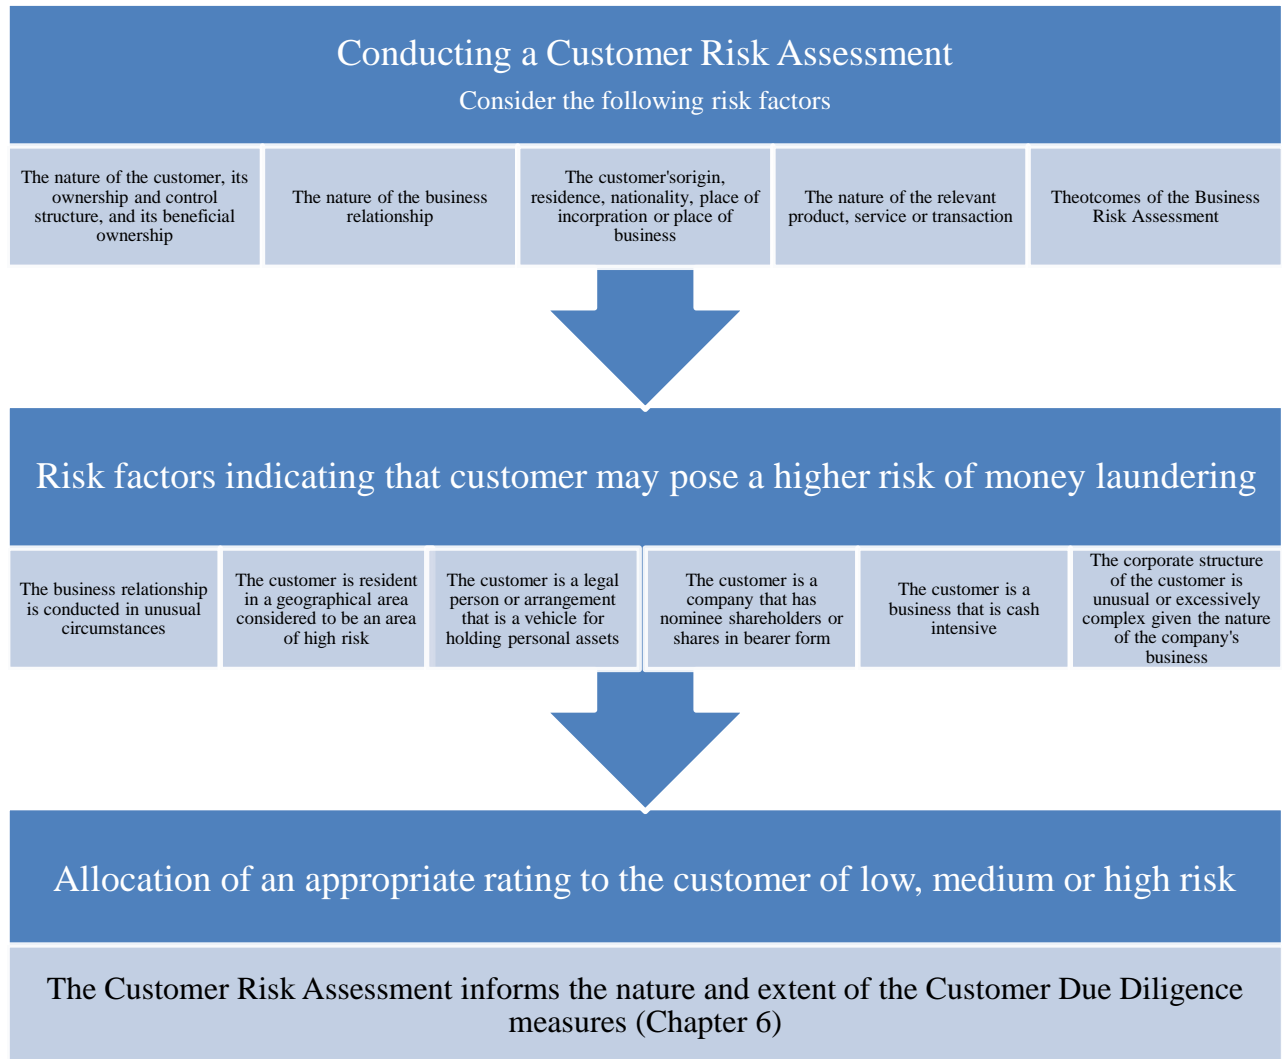 Conducting a Customer Risk Assessment
Consider the following risk factors
The nature of the customer, its
ownership and control
structure, and its beneficial
ownership
The nature of the business
relationship
The customer'sorigin,
residence, nationality, place of
incorpration or place of
business
The nature of the relevant
product, service or transaction
Theotcomes of the Business
Risk Assessment
Risk factors indicating that customer may pose a higher risk of money laundering
The business relationship
is conducted in unusual
circumstances
The customer is resident
in a geographical area
considered to be an area
of high risk
The customer is a legal
person or arrangement
that is a vehicle for
holding personal assets
The customer is a
company that has
nominee shareholders or
shares in bearer form
The customer is a
business that is cash
intensive
The corporate structure
of the customer is
unusual or excessively
complex given the nature
of the company's
business
Allocation of an appropriate rating to the customer of low, medium or high risk
The Customer Risk Assessment informs the nature and extent of the Customer Due Diligence
measures (Chapter 6)